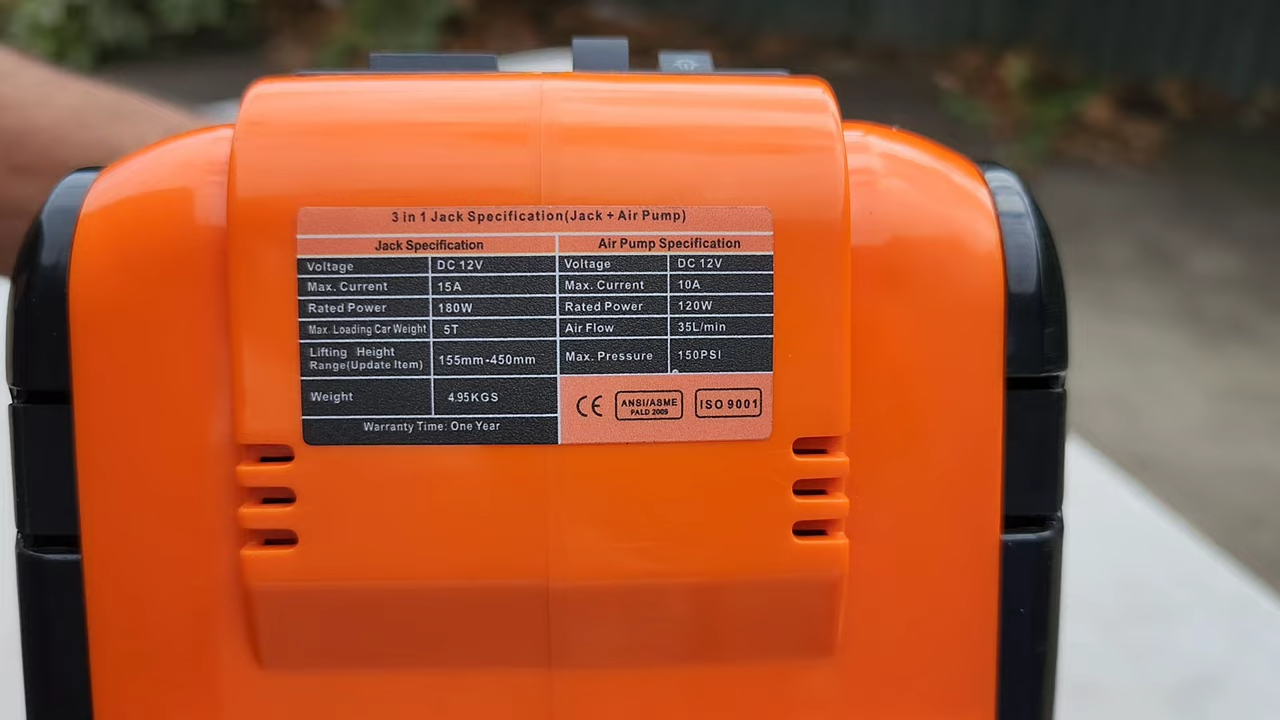 3 in 1 Jack Specification(Jack + Air Pump)
Jack Specification
Voltage DC 12V
Max. Current 15A
Rated Power 180W
Max. Loading Car Weight 5T
Lifting Height
Range(Update Item) 155mm-450mm
Weight 4.95KGS
Warranty Time: One Year
Air Pump Specification
Voltage DC 12V
Max. Current 10A
Rated Power 120W
Air Flow 35L/min
Max. Pressure 150PSI
CE
ANSI/ASME
PALD 2009
ISO 9001